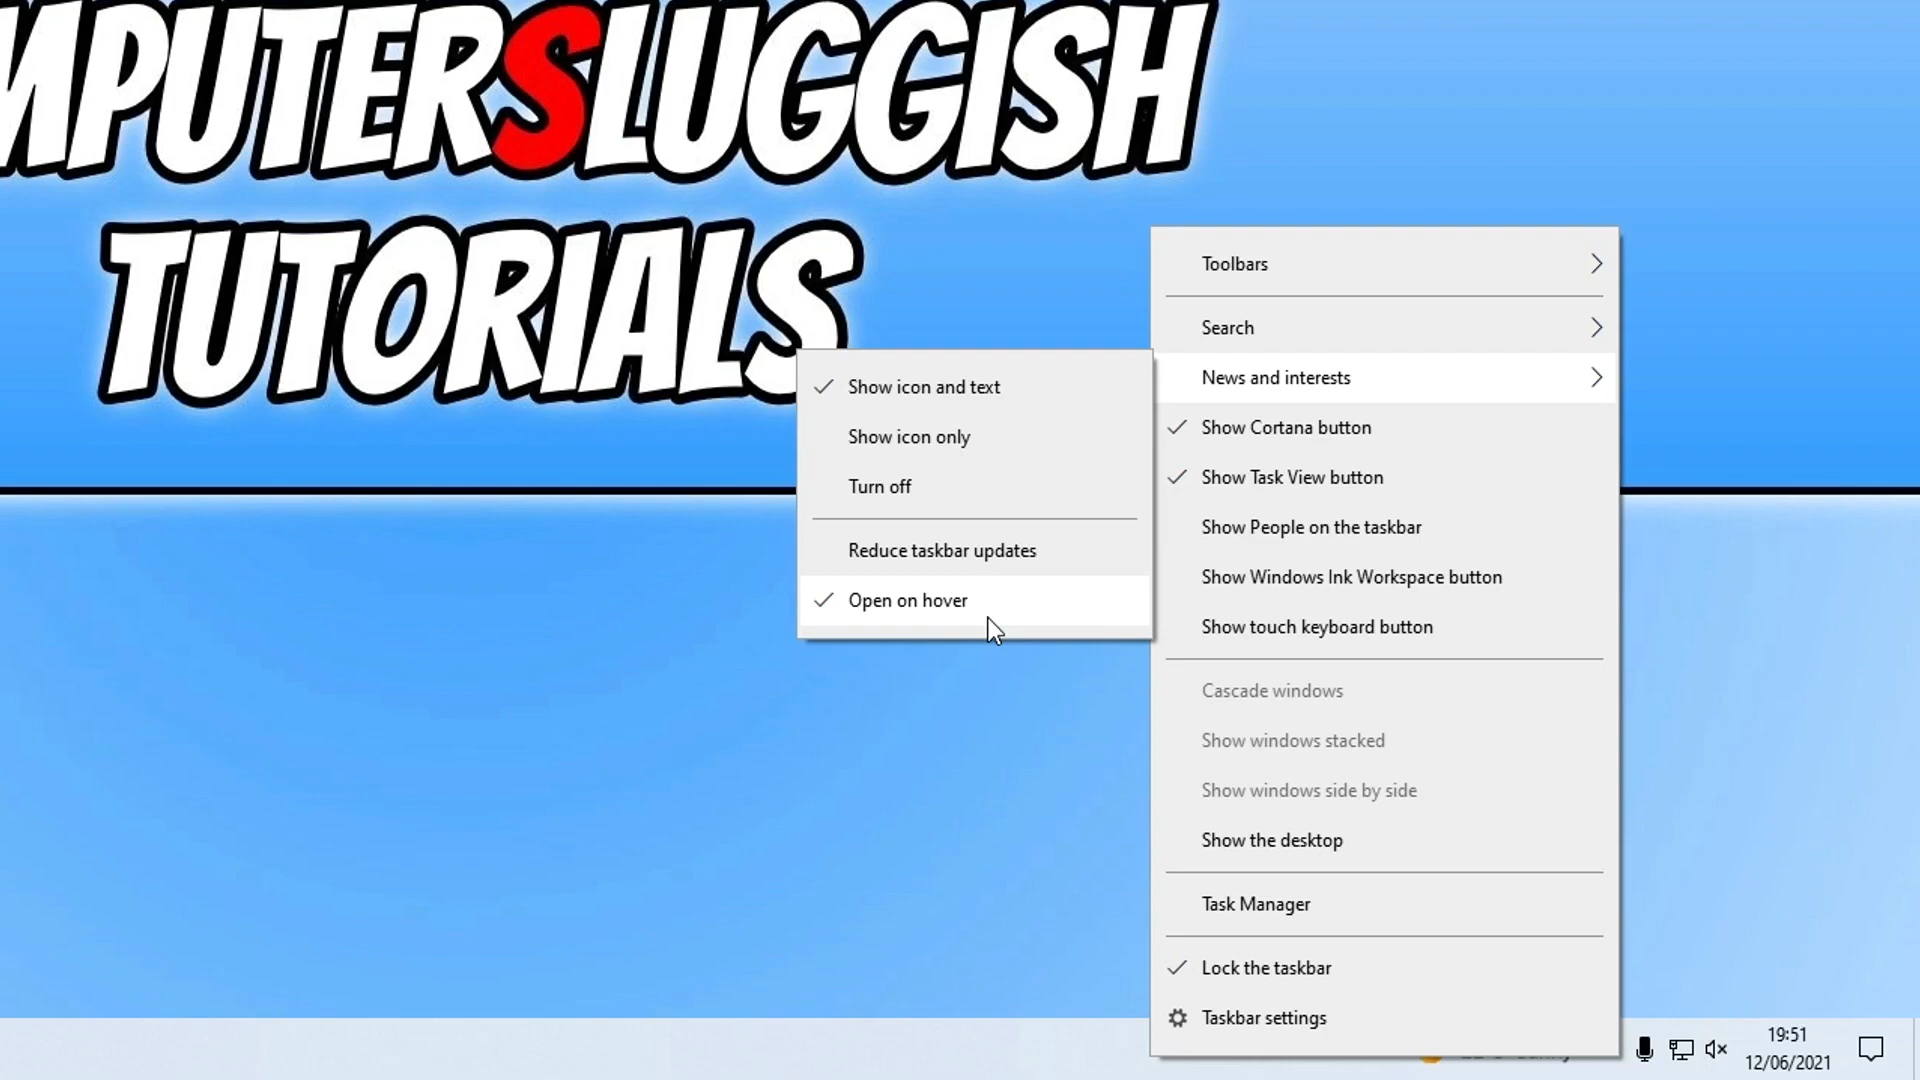 MPUTERSLUGGISH
TUTORIALS
Toolbars
Search
News and interests
Show Cortana button
Show Task View button
Show People on the taskbar
Show Windows Ink Workspace button
Show touch keyboard button
Cascade windows
Show windows stacked
Show windows side by side
Show the desktop
Task Manager
Lock the taskbar
Taskbar settings
Show icon and text
Show icon only
Turn off
Reduce taskbar updates
Open on hover
19:51
12/06/2021